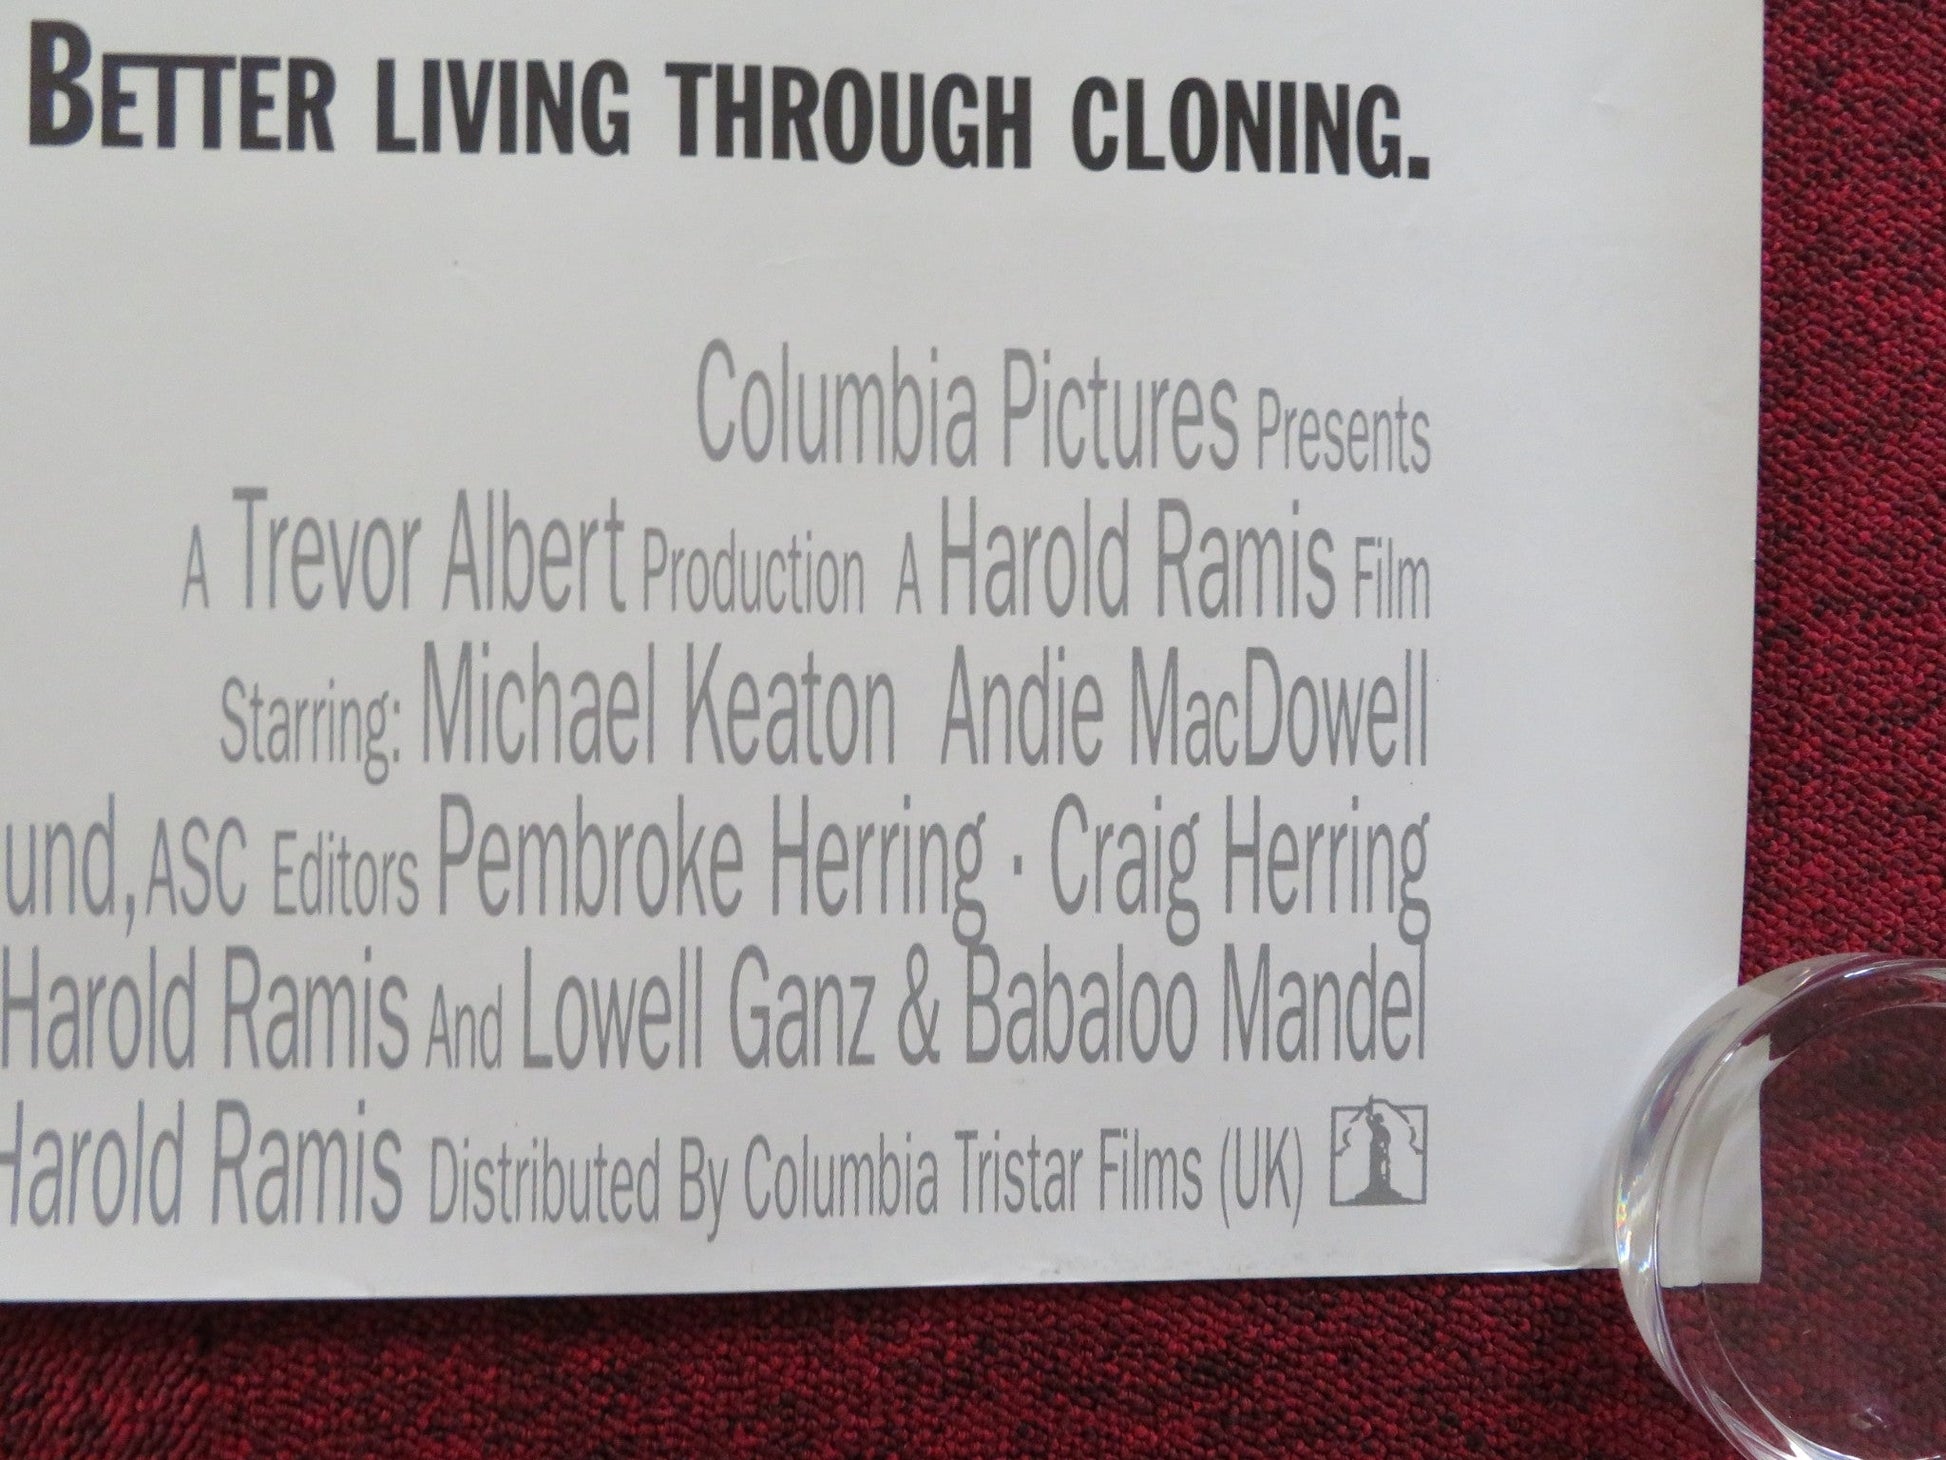 BETTER LIVING THROUGH CLONING.
Columbia Pictures Presents
A Trevor Albert Production A Harold Ramis Film
Starring: Michael Keaton Andie MacDowell
und, ASC Editors Pembroke Herring · Craig Herring
Harold Ramis And Lowell Ganz & Babaloo Mandel
Harold Ramis Distributed By Columbia Tristar Films (UK)